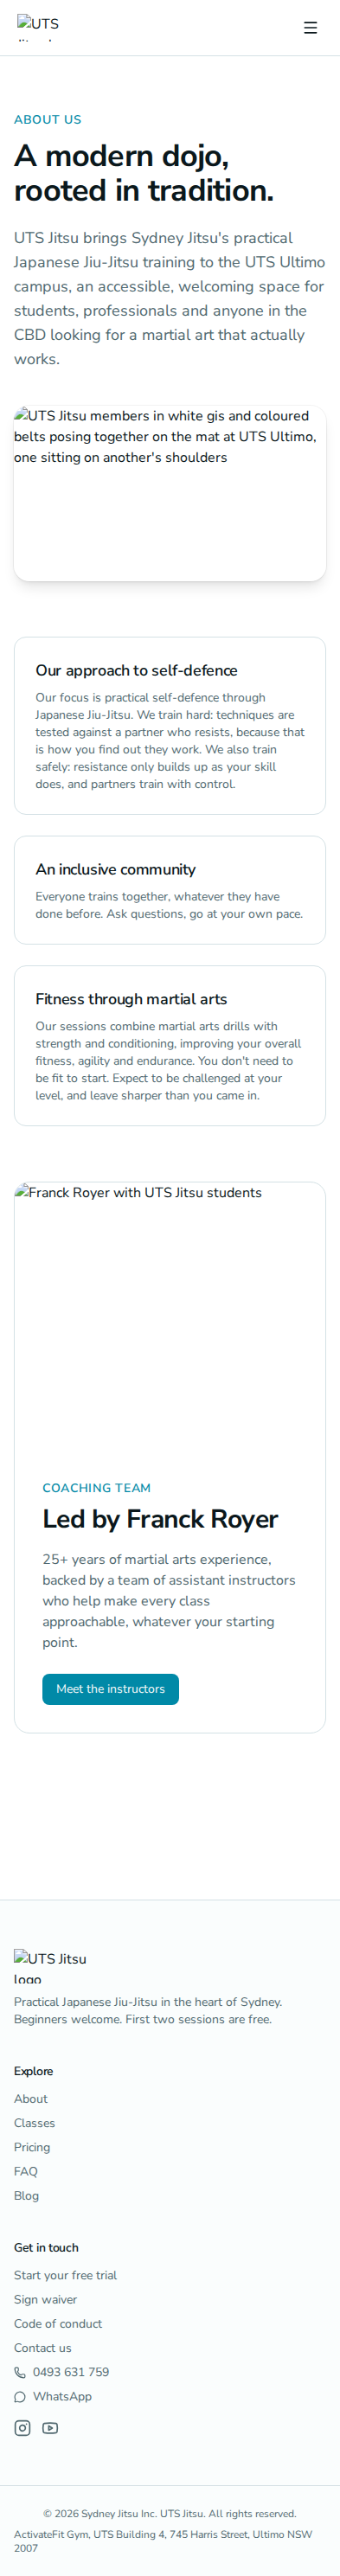 UTS
ABOUT US
A modern dojo,
rooted in tradition.
UTS Jitsu brings Sydney Jitsu's practical
Japanese Jiu-Jitsu training to the UTS Ultimo
campus, an accessible, welcoming space for
students, professionals and anyone in the
CBD looking for a martial art that actually
works.
UTS Jitsu members in white gis and coloured
belts posing together on the mat at UTS Ultimo,
one sitting on another's shoulders
Our approach to self-defence
Our focus is practical self-defence through
Japanese Jiu-Jitsu. We train hard: techniques are
tested against a partner who resists, because that
is how you find out they work. We also train
safely: resistance only builds up as your skill
does, and partners train with control.
An inclusive community
Everyone trains together, whatever they have
done before. Ask questions, go at your own pace.
Fitness through martial arts
Our sessions combine martial arts drills with
strength and conditioning, improving your overall
fitness, agility and endurance. You don't need to
be fit to start. Expect to be challenged at your
level, and leave sharper than you came in.
Franck Royer with UTS Jitsu students
COACHING TEAM
Led by Franck Royer
25+ years of martial arts experience,
backed by a team of assistant instructors
who help make every class
approachable, whatever your starting
point.
Meet the instructors
UTS Jitsu
logo
Practical Japanese Jiu-Jitsu in the heart of Sydney.
Beginners welcome. First two sessions are free.
Explore
About
Classes
Pricing
FAQ
Blog
Get in touch
Start your free trial
Sign waiver
Code of conduct
Contact us
0493 631 759
WhatsApp
© 2026 Sydney Jitsu Inc. UTS Jitsu. All rights reserved.
ActivateFit Gym, UTS Building 4, 745 Harris Street, Ultimo NSW
2007